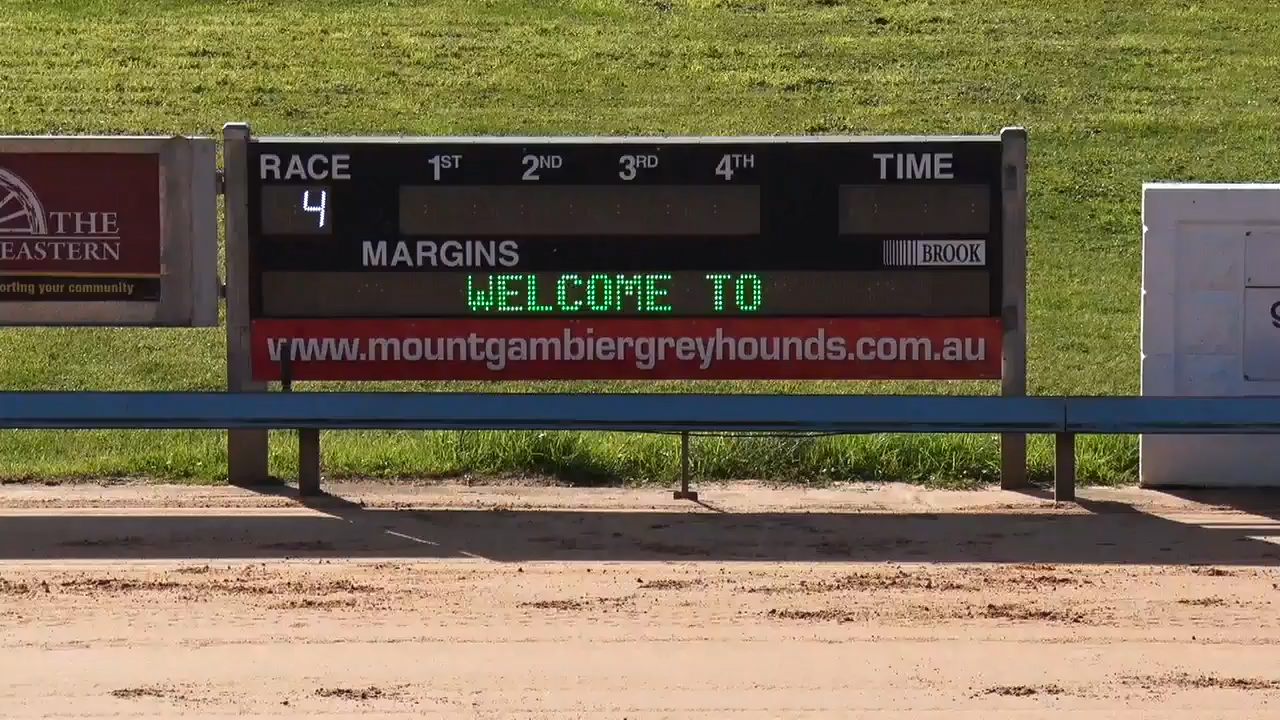 THE
EASTERN
orting your community
RACE 1ST 2ND 3RD 4TH TIME
4
MARGINS BROOK
WELCOME TO
www.mountgambiergreyhounds.com.au